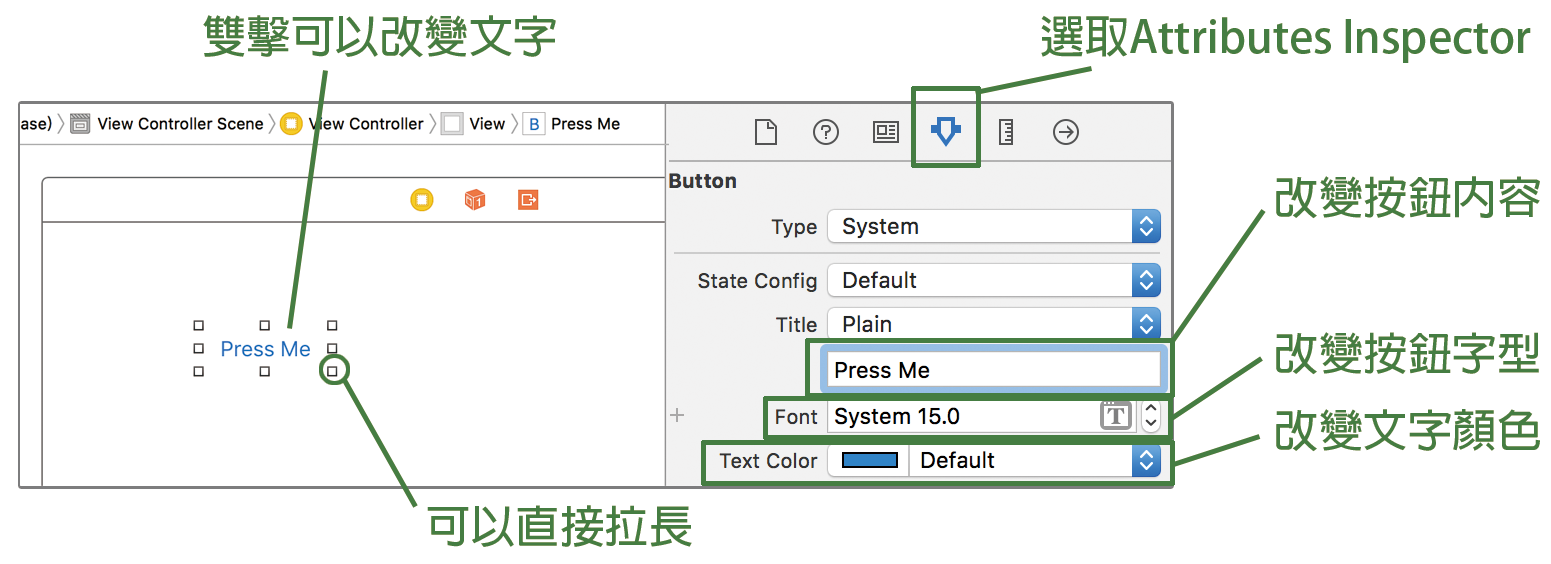 雙擊可以改變文字
選取Attributes Inspector
ase) 〉 View Controller Scene 〉 View Controller 〉 View 〉 B Press Me
Button
Type System
State Config Default
Title Plain
Press Me
Font System 15.0 T
Text Color Default
Press Me
改變按鈕内容
改變按鈕字型
改變文字顏色
可以直接拉長